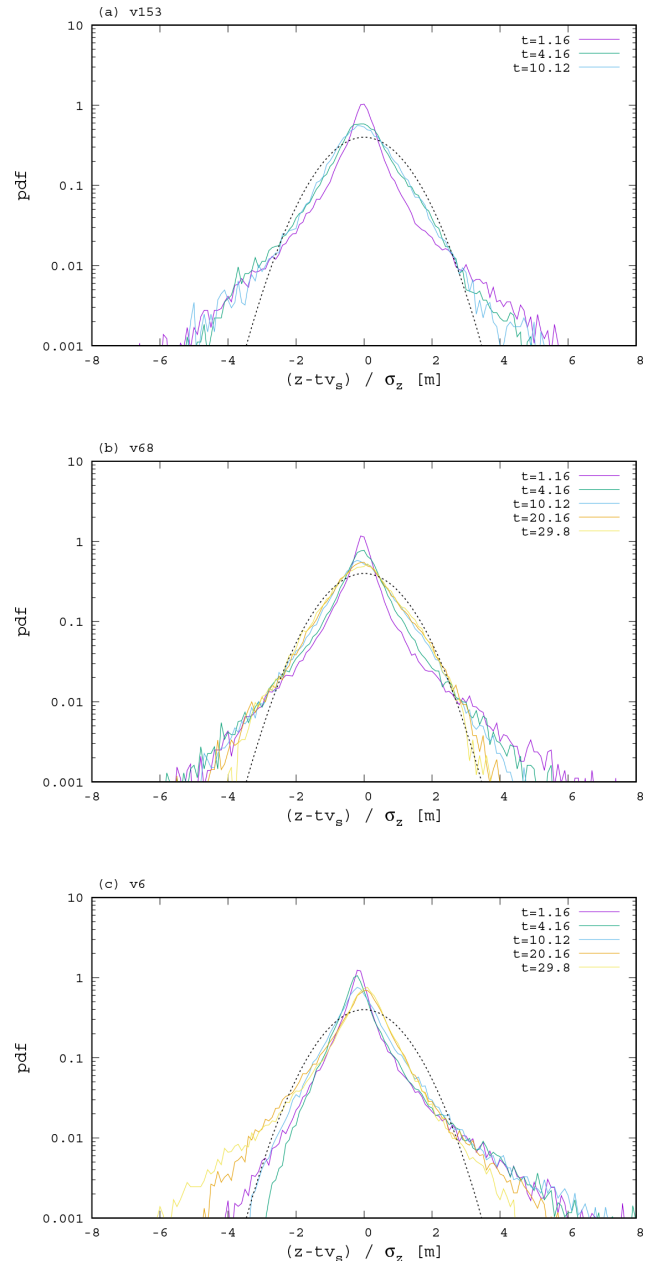 (a) v153
10
1
0.1
0.01
0.001
pdf
t=1.16
t=4.16
t=10.12
-8 -6 -4 -2 0 2 4 6 8
(z-tv_s) / σ_z [m]
(b) v68
10
1
0.1
0.01
0.001
pdf
t=1.16
t=4.16
t=10.12
t=20.16
t=29.8
-8 -6 -4 -2 0 2 4 6 8
(z-tv_s) / σ_z [m]
(c) v6
10
1
0.1
0.01
0.001
pdf
t=1.16
t=4.16
t=10.12
t=20.16
t=29.8
-8 -6 -4 -2 0 2 4 6 8
(z-tv_s) / σ_z [m]